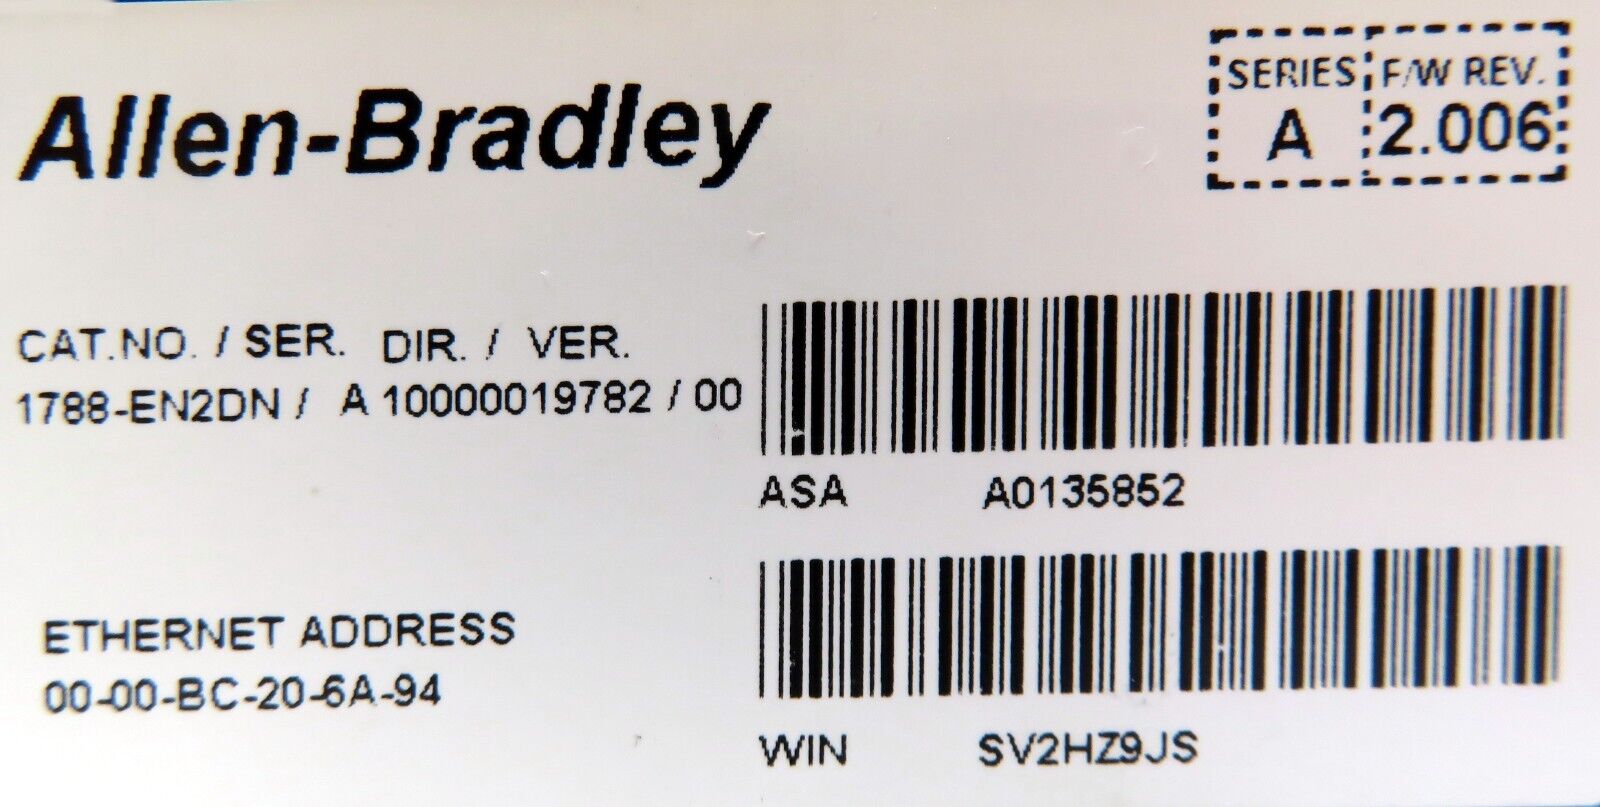 Allen-Bradley
SERIES F/W REV.
A 2.006
CAT.NO. / SER. DIR. / VER.
1788-EN2DN / A 10000019782 / 00
ASA A0135852
ETHERNET ADDRESS
00-00-BC-20-6A-94
WIN SV2HZ9JS